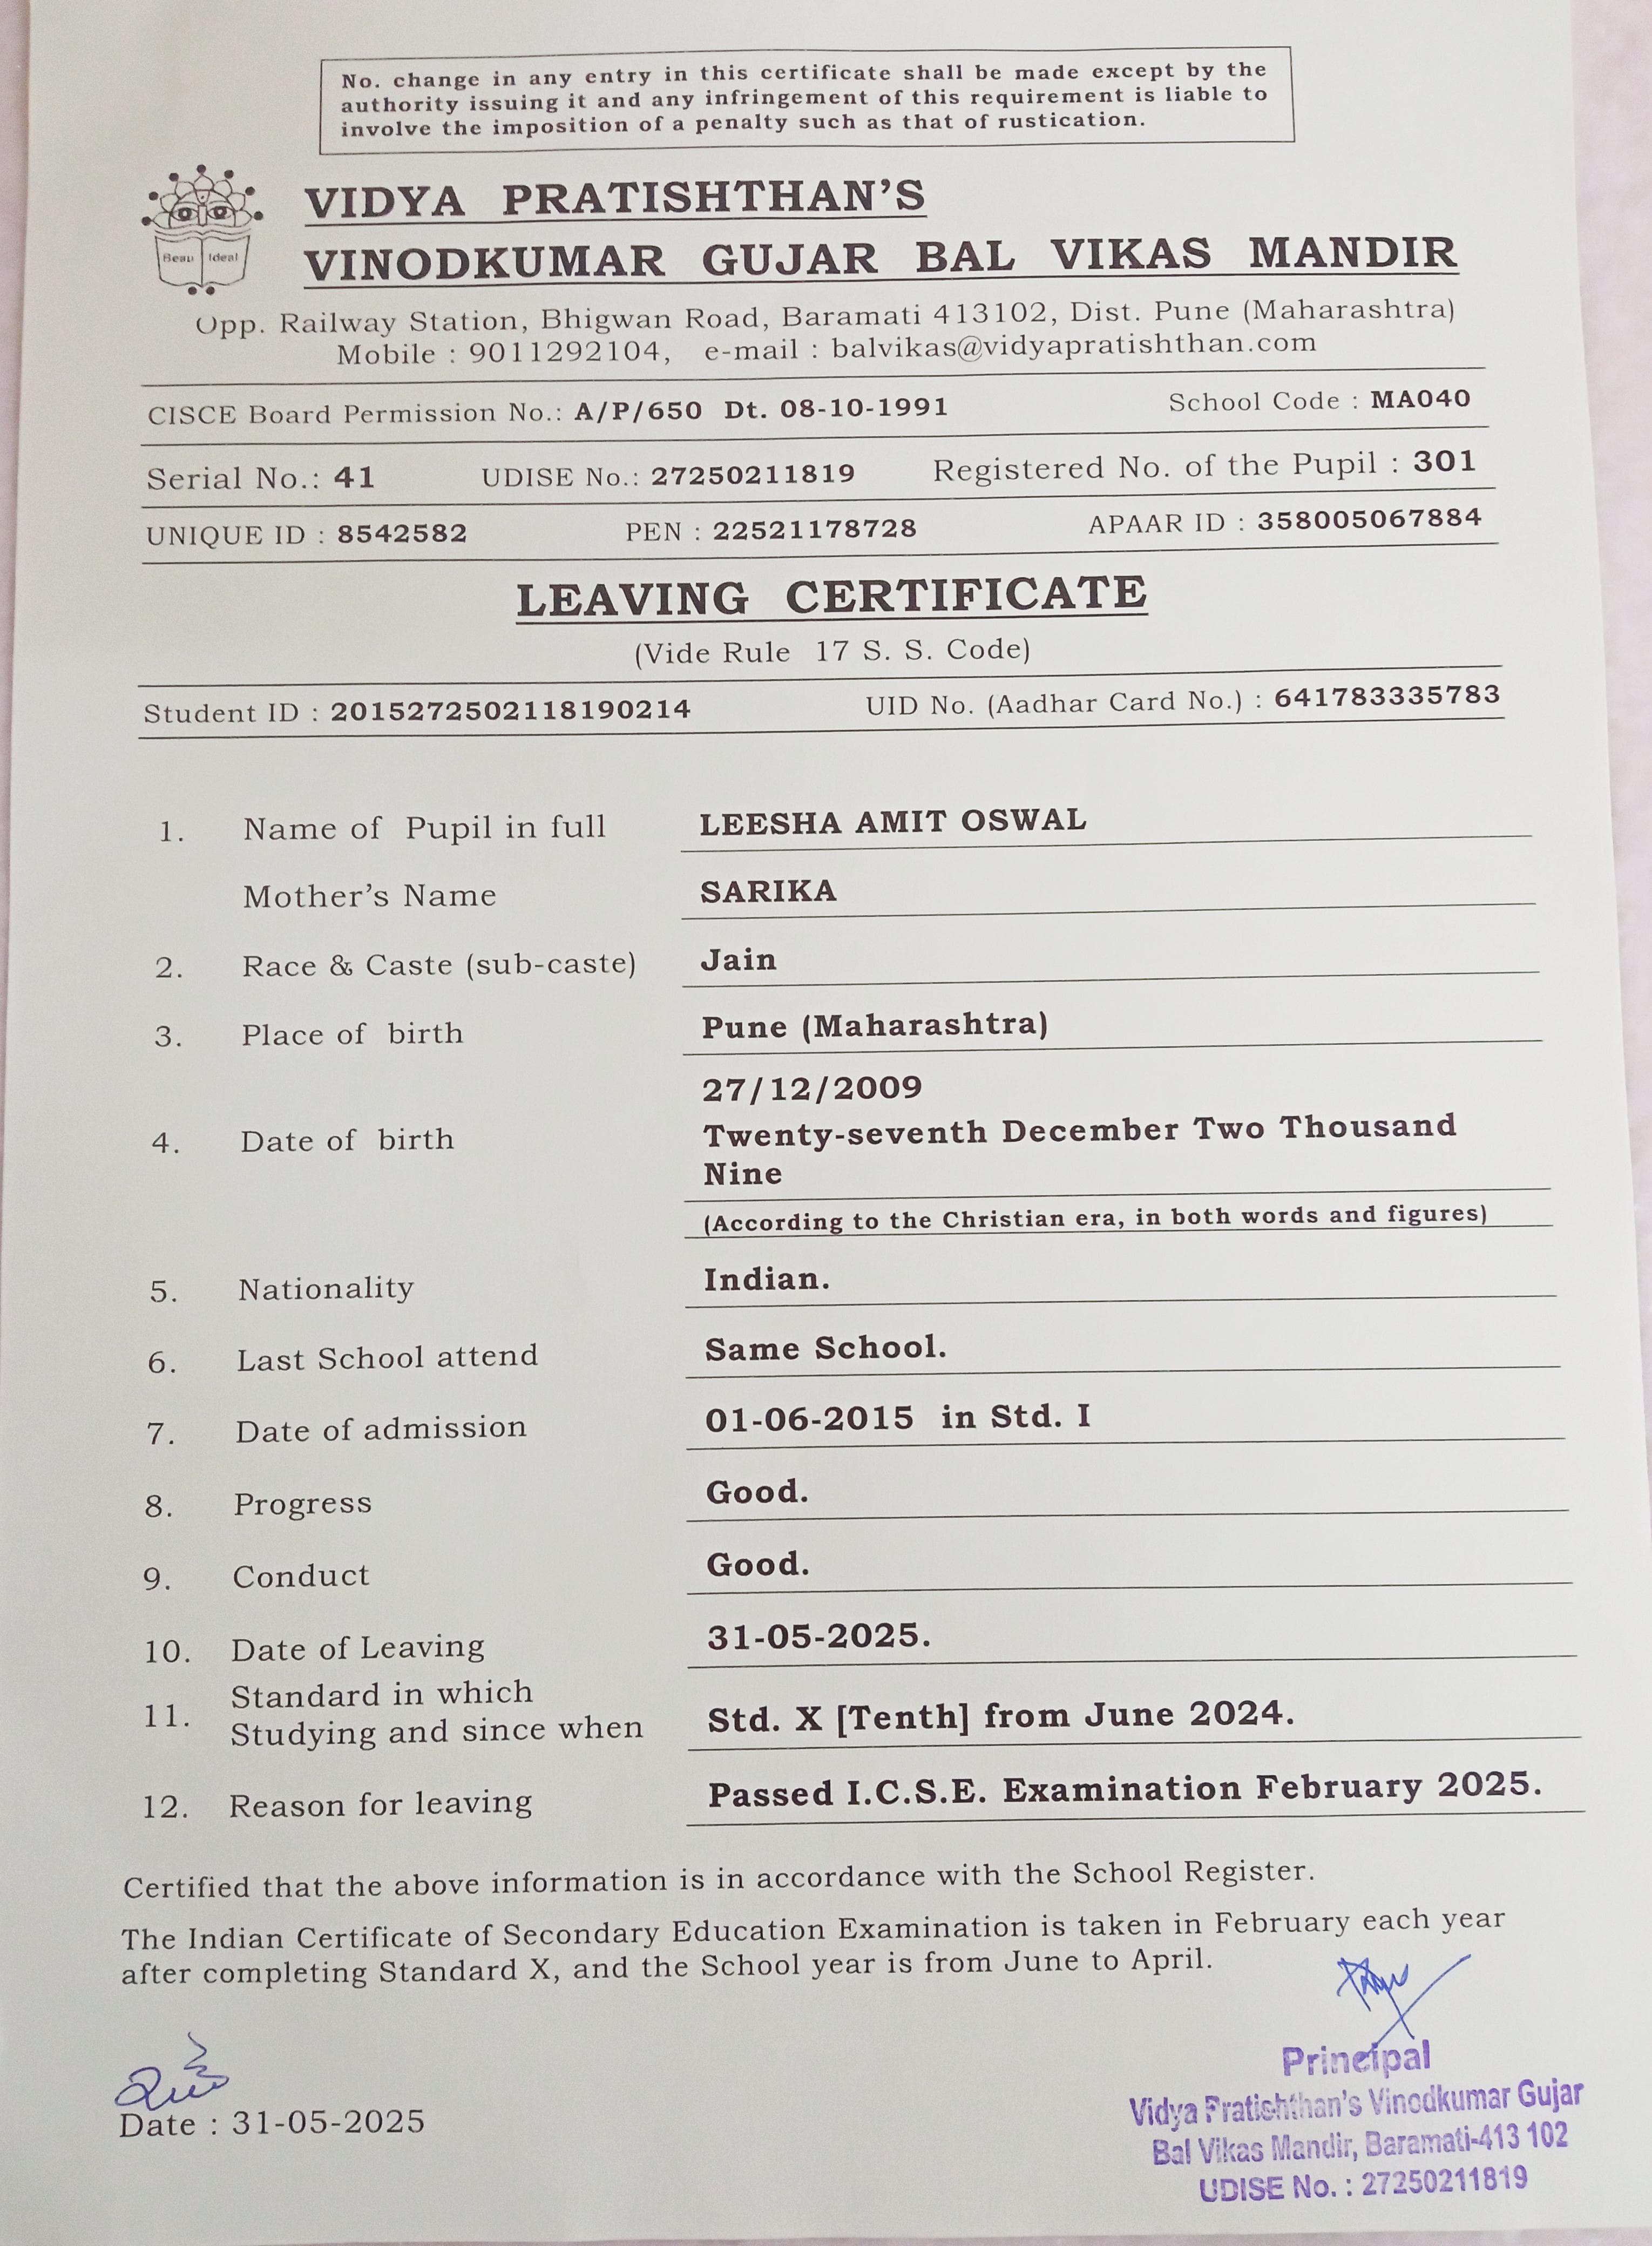 No. change in any entry in this certificate shall be made except by the
authority issuing it and any infringement of this requirement is liable to
involve the imposition of a penalty such as that of rustication.
Beau Ideal
VIDYA PRATISHTHAN'S
VINODKUMAR GUJAR BAL VIKAS MANDIR
Opp. Railway Station, Bhigwan Road, Baramati 413102, Dist. Pune (Maharashtra)
Mobile : 9011292104, e-mail : balvikas@vidyapratishthan.com
CISCE Board Permission No.: A/P/650 Dt. 08-10-1991 School Code : MA040
Serial No.: 41 UDISE No.: 27250211819 Registered No. of the Pupil : 301
UNIQUE ID : 8542582 PEN : 22521178728 APAAR ID : 358005067884
LEAVING CERTIFICATE
(Vide Rule 17 S. S. Code)
Student ID : 2015272502118190214 UID No. (Aadhar Card No.) : 641783335783
1. Name of Pupil in full LEESHA AMIT OSWAL
Mother's Name SARIKA
2. Race & Caste (sub-caste) Jain
3. Place of birth Pune (Maharashtra)
27/12/2009
4. Date of birth Twenty-seventh December Two Thousand
Nine
(According to the Christian era, in both words and figures)
5. Nationality Indian.
6. Last School attend Same School.
7. Date of admission 01-06-2015 in Std. I
8. Progress Good.
9. Conduct Good.
10. Date of Leaving 31-05-2025.
11. Standard in which
Studying and since when Std. X [Tenth] from June 2024.
12. Reason for leaving Passed I.C.S.E. Examination February 2025.
Certified that the above information is in accordance with the School Register.
The Indian Certificate of Secondary Education Examination is taken in February each year
after completing Standard X, and the School year is from June to April.
Date : 31-05-2025
Principal
Vidya Pratishthan's Vinodkumar Gujar
Bal Vikas Mandir, Baramati-413 102
UDISE No. : 27250211819